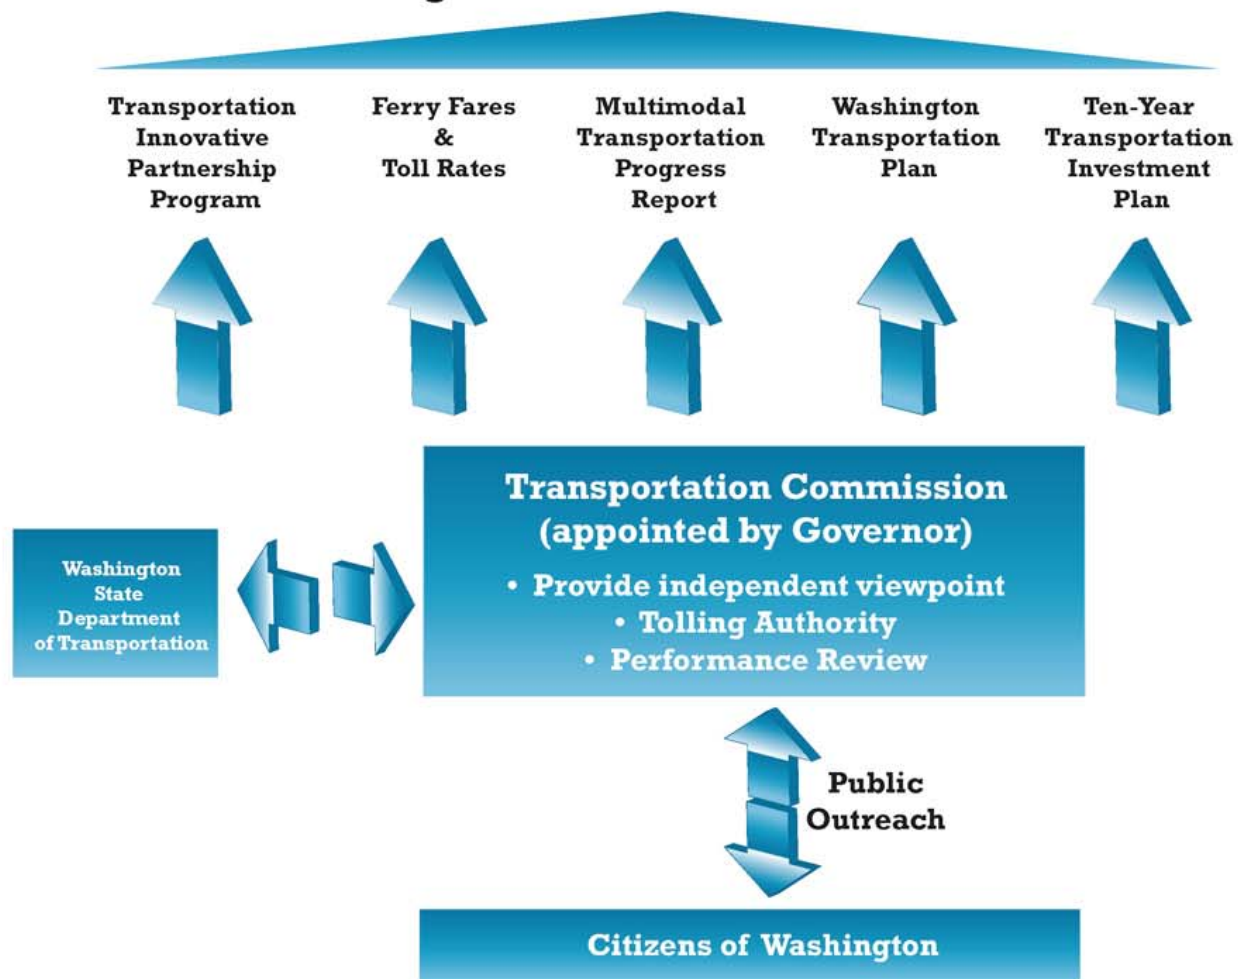 Transportation
Innovative
Partnership
Program
Ferry Fares
&
Toll Rates
Multimodal
Transportation
Progress
Report
Washington
Transportation
Plan
Ten-Year
Transportation
Investment
Plan
Transportation Commission
(appointed by Governor)
• Provide independent viewpoint
• Tolling Authority
• Performance Review
Washington
State
Department
of Transportation
Public
Outreach
Citizens of Washington